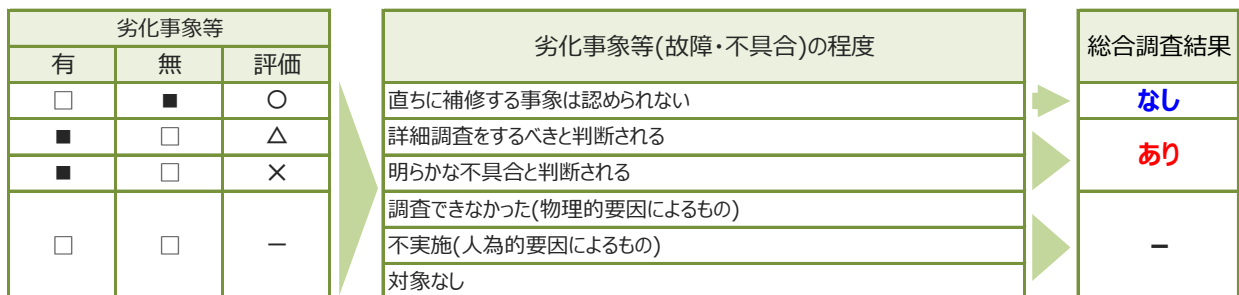 劣化事象等 劣化事象等(故障・不具合)の程度 総合調査結果
有 無 評価
□ ■ ○ 直ちに補修する事象は認められない なし
■ □ △ 詳細調査をするべきと判断される あり
■ □ × 明らかな不具合と判断される
調査できなかった(物理的要因によるもの)
□ □ − 不実施(人為的要因によるもの) −
対象なし